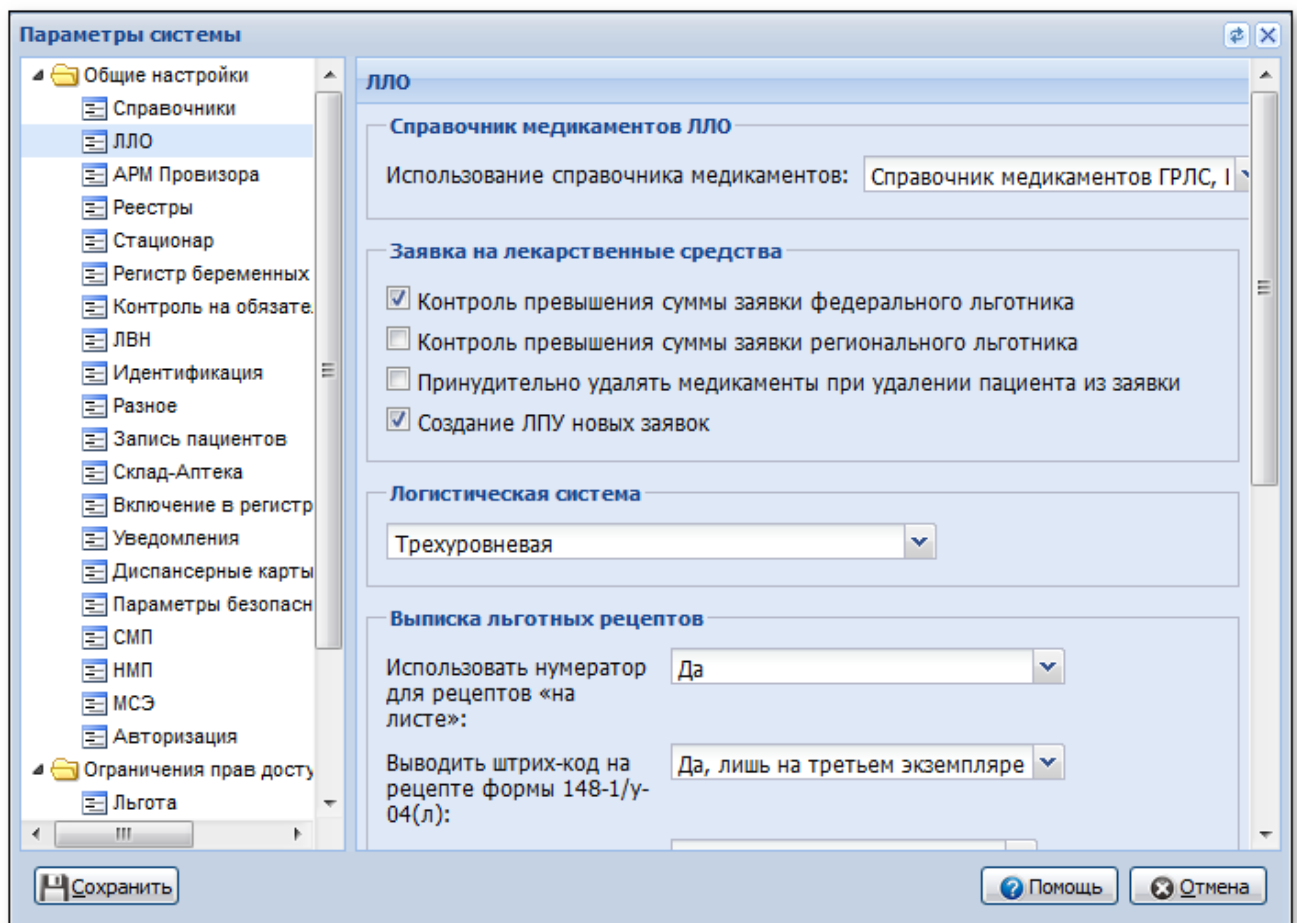 Параметры системы
Общие настройки
Справочники
ЛЛО
АРМ Провизора
Реестры
Стационар
Регистр беременных
Контроль на обязате.
ЛВН
Идентификация
Разное
Запись пациентов
Склад-Аптека
Включение в регистр
Уведомления
Диспансерные карты
Параметры безопасн
СМП
НМП
МСЭ
Авторизация
Ограничения прав досту
Льгота
ЛЛО
Справочник медикаментов ЛЛО
Использование справочника медикаментов: Справочник медикаментов ГРЛС,
Заявка на лекарственные средства
Контроль превышения суммы заявки федерального льготника
Контроль превышения суммы заявки регионального льготника
Принудительно удалять медикаменты при удалении пациента из заявки
Создание ЛПУ новых заявок
Логистическая система
Трехуровневая
Выписка льготных рецептов
Использовать нумератор Да
для рецептов «на
листе»:
Выводить штрих-код на Да, лишь на третьем экземпляре
рецепте формы 148-1/у-
04(л):
Сохранить Помощь Отмена